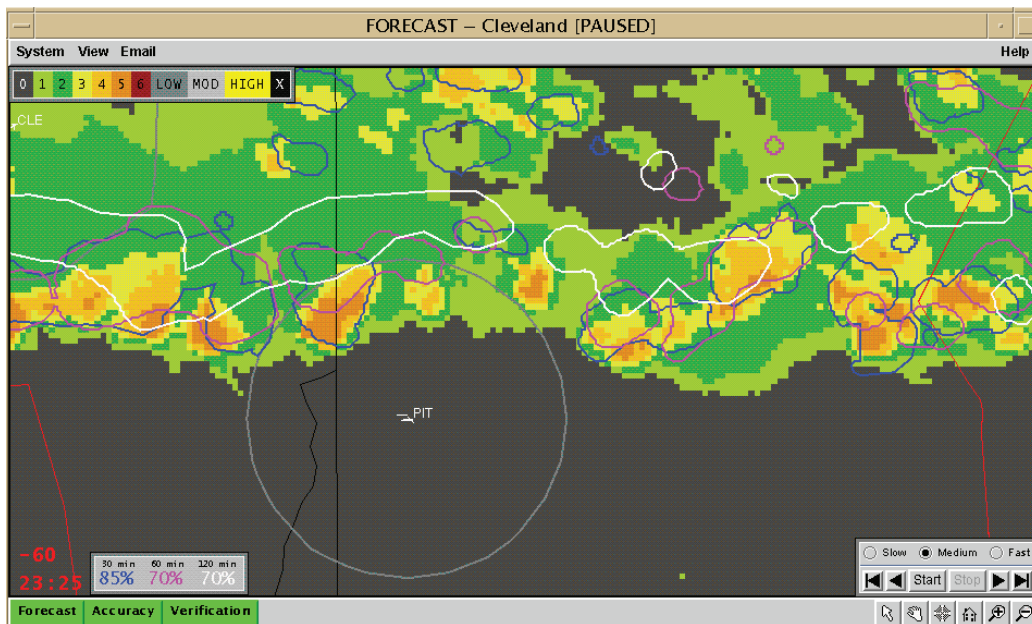 FORECAST – Cleveland [PAUSED]
System View Email Help
0 1 2 3 4 5 6 LOW MOD HIGH X
CLE
PIT
-60
23:25
30 min 60 min 120 min
85% 70% 70%
Slow Medium Fast
Start Stop
Forecast Accuracy Verification